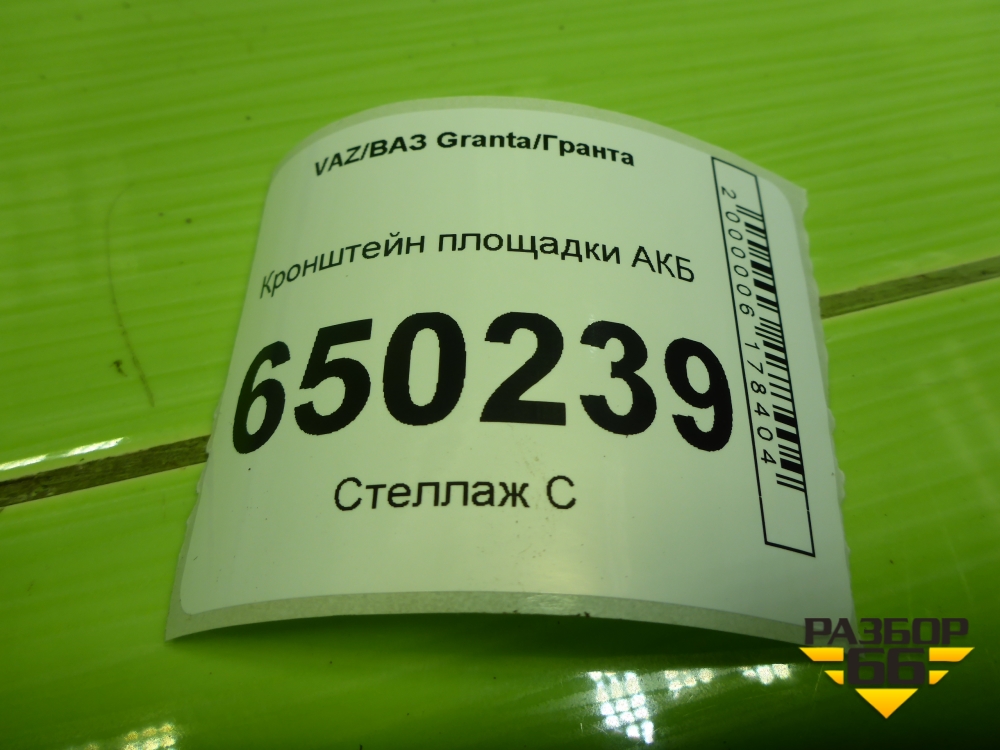 VAZ/ВАЗ Granta/Гранта
Кронштейн площадки АКБ
650239
Стеллаж С
2000006178404
РАЗБОР
66